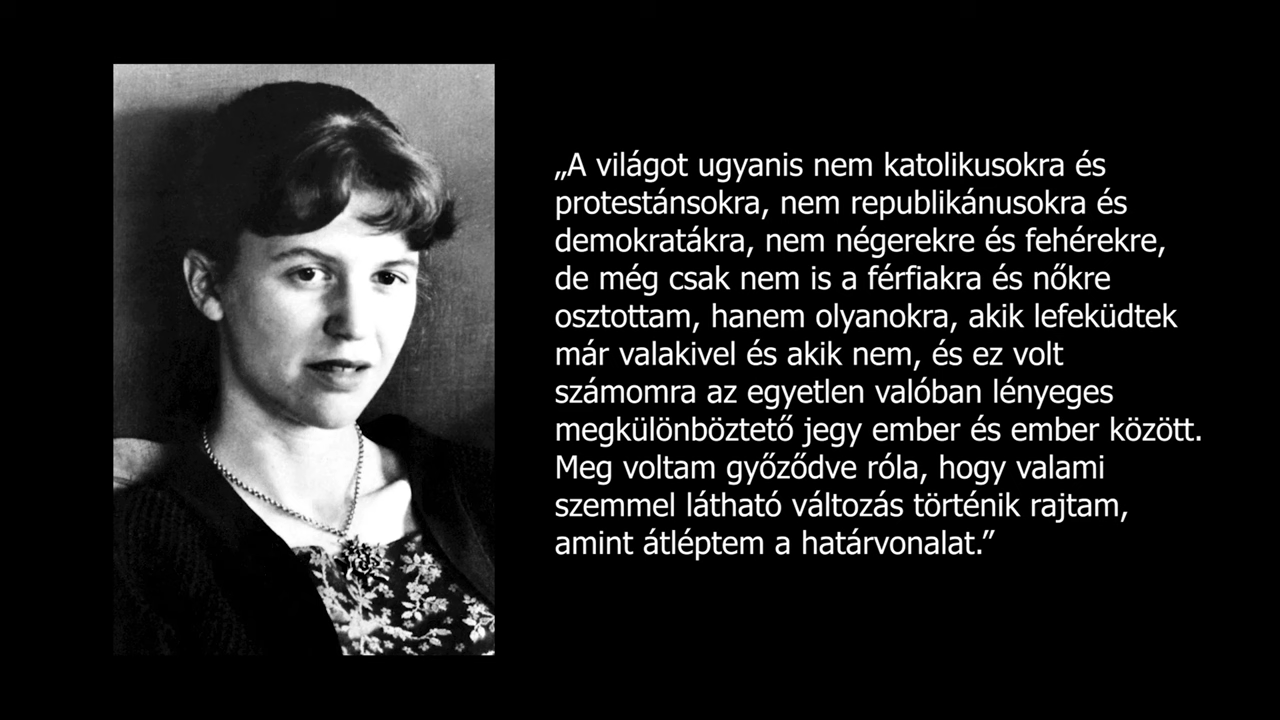 „A világot ugyanis nem katolikusokra és
protestánsokra, nem republikánusokra és
demokratákra, nem négerekre és fehérekre,
de még csak nem is a férfiakra és nőkre
osztottam, hanem olyanokra, akik lefeküdtek
már valakivel és akik nem, és ez volt
számomra az egyetlen valóban lényeges
megkülönböztető jegy ember és ember között.
Meg voltam győződve róla, hogy valami
szemmel látható változás történik rajtam,
amint átléptem a határvonalat.”